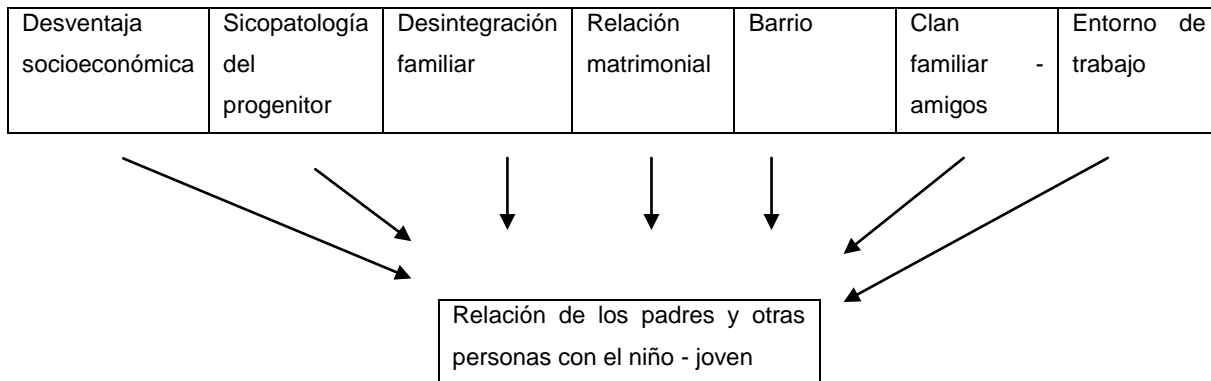 Desventaja
socioeconómica
Sicopatología
del
progenitor
Desintegración
familiar
Relación
matrimonial
Barrio
Clan
familiar -
amigos
Entorno de
trabajo
Relación de los padres y otras
personas con el niño - joven